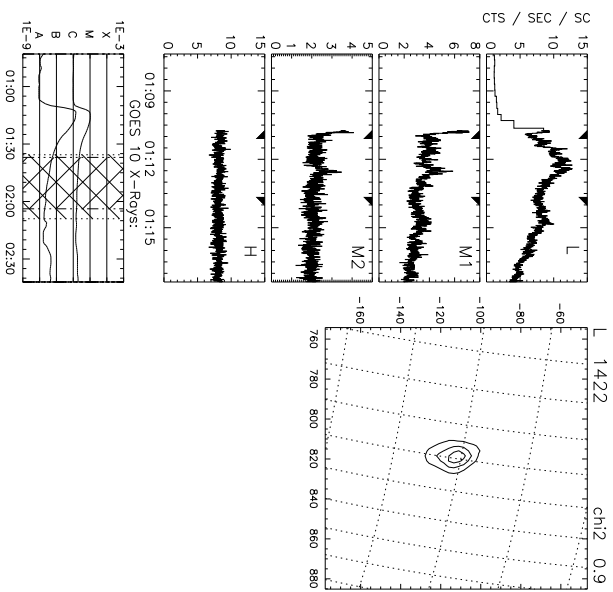 CTS / SEC / SC
0 5 10 15
L
0 2 4 6 8
M1
0 1 2 3 4 5
M2
0 5 10 15
H
01:09 01:12 01:15
GOES 10 X-Rays:
1E-3
X
M
C
A
1E-9
01:00 01:30 02:00 02:30
L 1422 chi2 0.9
-60
-80
-100
-120
-140
-160
760 780 800 820 840 860 880